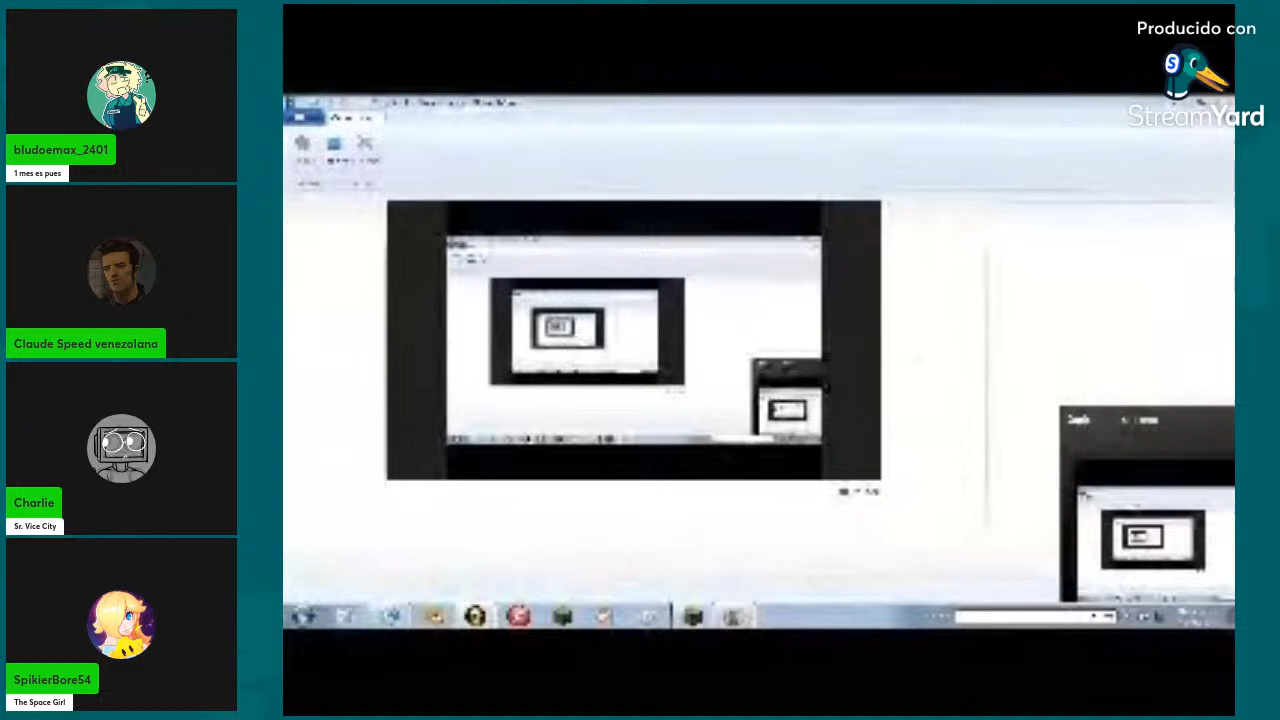 bludoemax_2401
1 mes es pues
Claude Speed venezolano
Charlie
Sr. Vice City
SpikierBore54
The Space Girl
Producido con
S
StreamYard